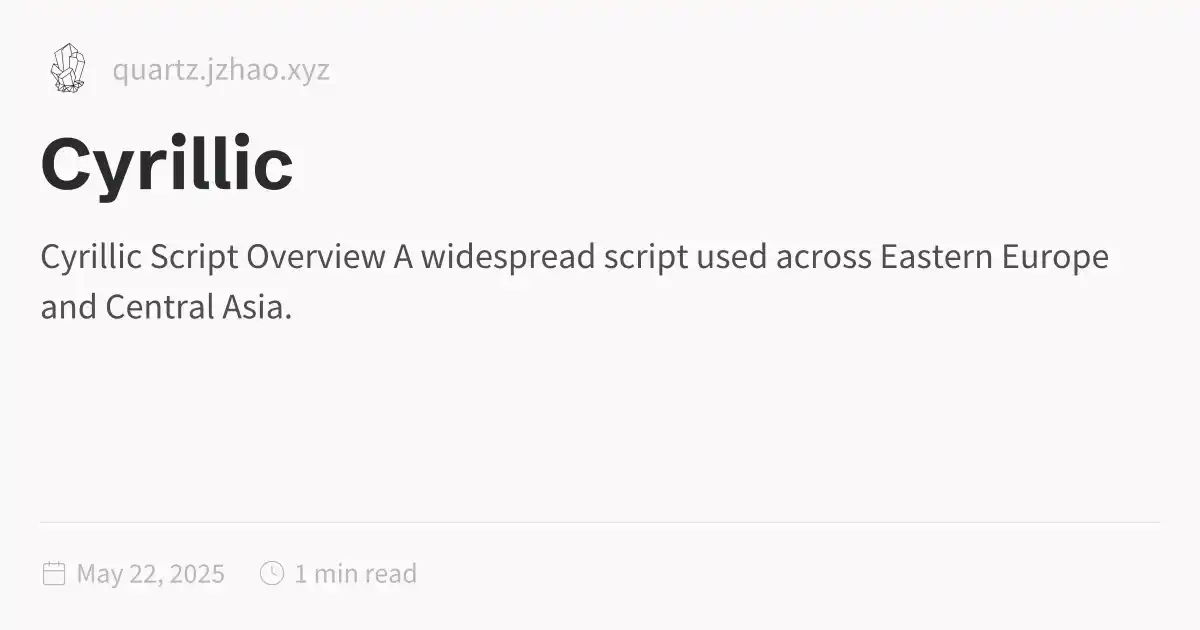 quartz.jzhao.xyz
Cyrillic
Cyrillic Script Overview A widespread script used across Eastern Europe
and Central Asia.
May 22, 2025 1 min read